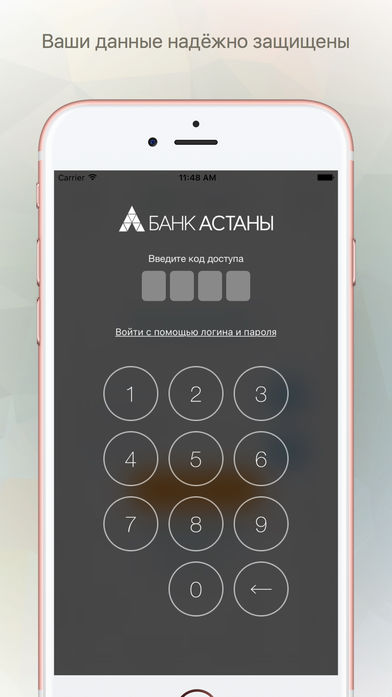 Ваши данные надёжно защищены
Carrier 11:48 AM
БАНК АСТАНЫ
Введите код доступа
Войти с помощью логина и пароля
1 2 3
4 5 6
7 8 9
0 ←